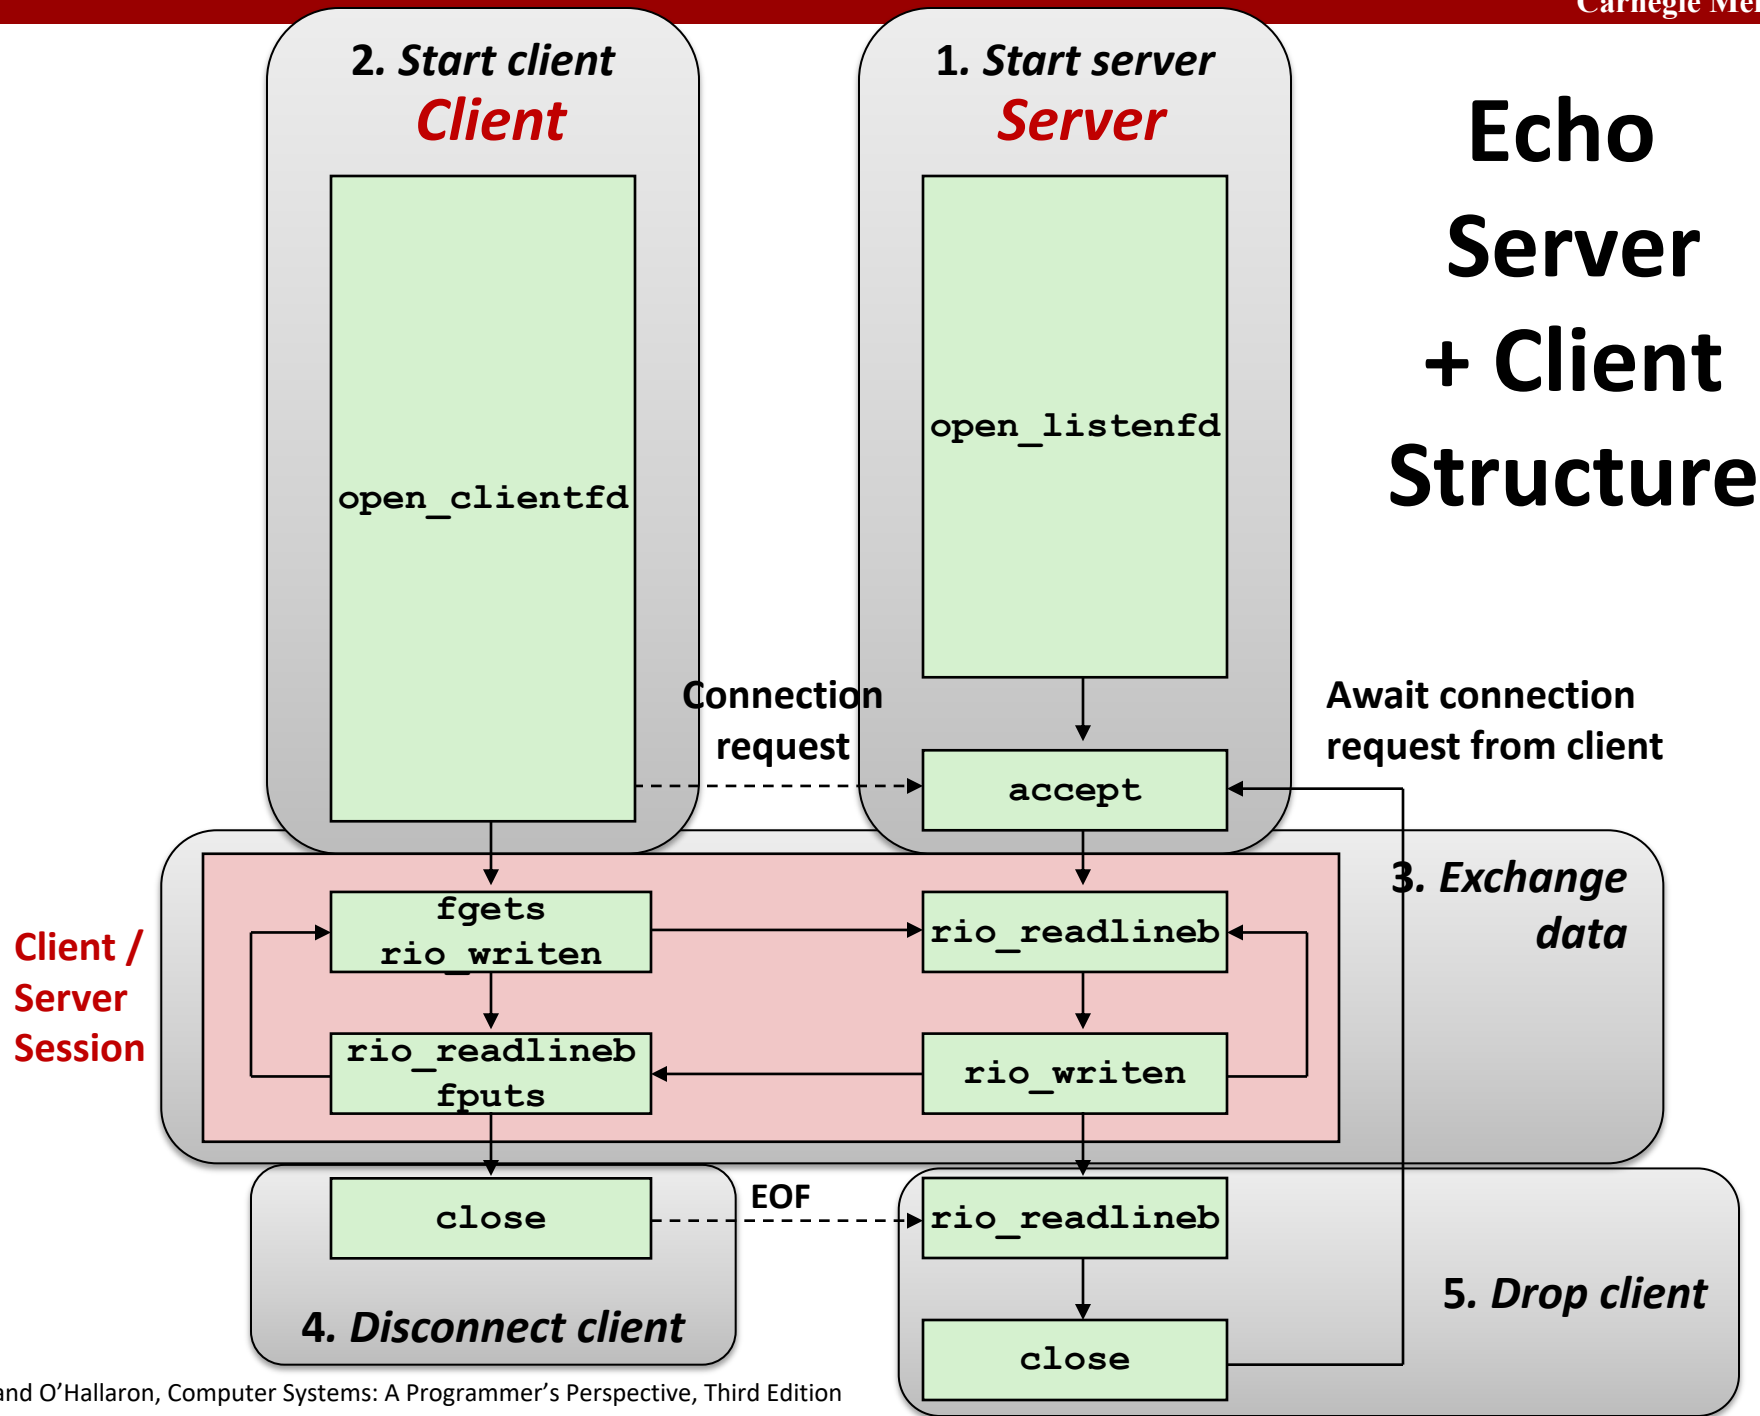 2. Start client
Client
1. Start server
Server
Echo
Server
+ Client
Structure
open_listenfd
open_clientfd
Connection
request
Await connection
request from client
accept
3. Exchange
data
Client /
Server
Session
fgets
rio_writen
rio_readlineb
rio_readlineb
fputs
rio_writen
close
EOF
rio_readlineb
4. Disconnect client
5. Drop client
close
and O’Hallaron, Computer Systems: A Programmer’s Perspective, Third Edition